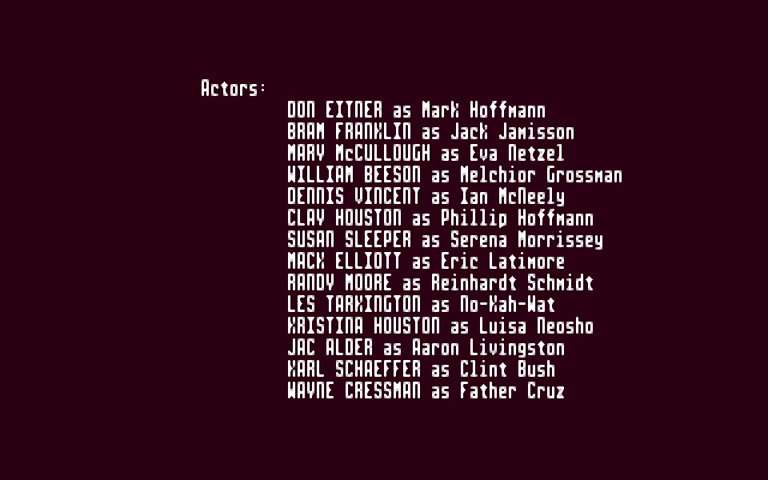 Actors:
DON EITNER as Mark Hoffmann
BRAM FRANKLIN as Jack Jamisson
MARY McCULLOUGH as Eva Netzel
WILLIAM BEESON as Melchior Grossman
DENNIS VINCENT as Ian McNeely
CLAY HOUSTON as Phillip Hoffmann
SUSAN SLEEPER as Serena Morrissey
MACK ELLIOTT as Eric Latimore
RANDY MOORE as Reinhardt Schmidt
LES TARKINGTON as No-Kah-Wat
KRISTINA HOUSTON as Luisa Neosho
JAC ALDER as Aaron Livingston
KARL SCHAEFFER as Clint Bush
WAYNE CRESSMAN as Father Cruz